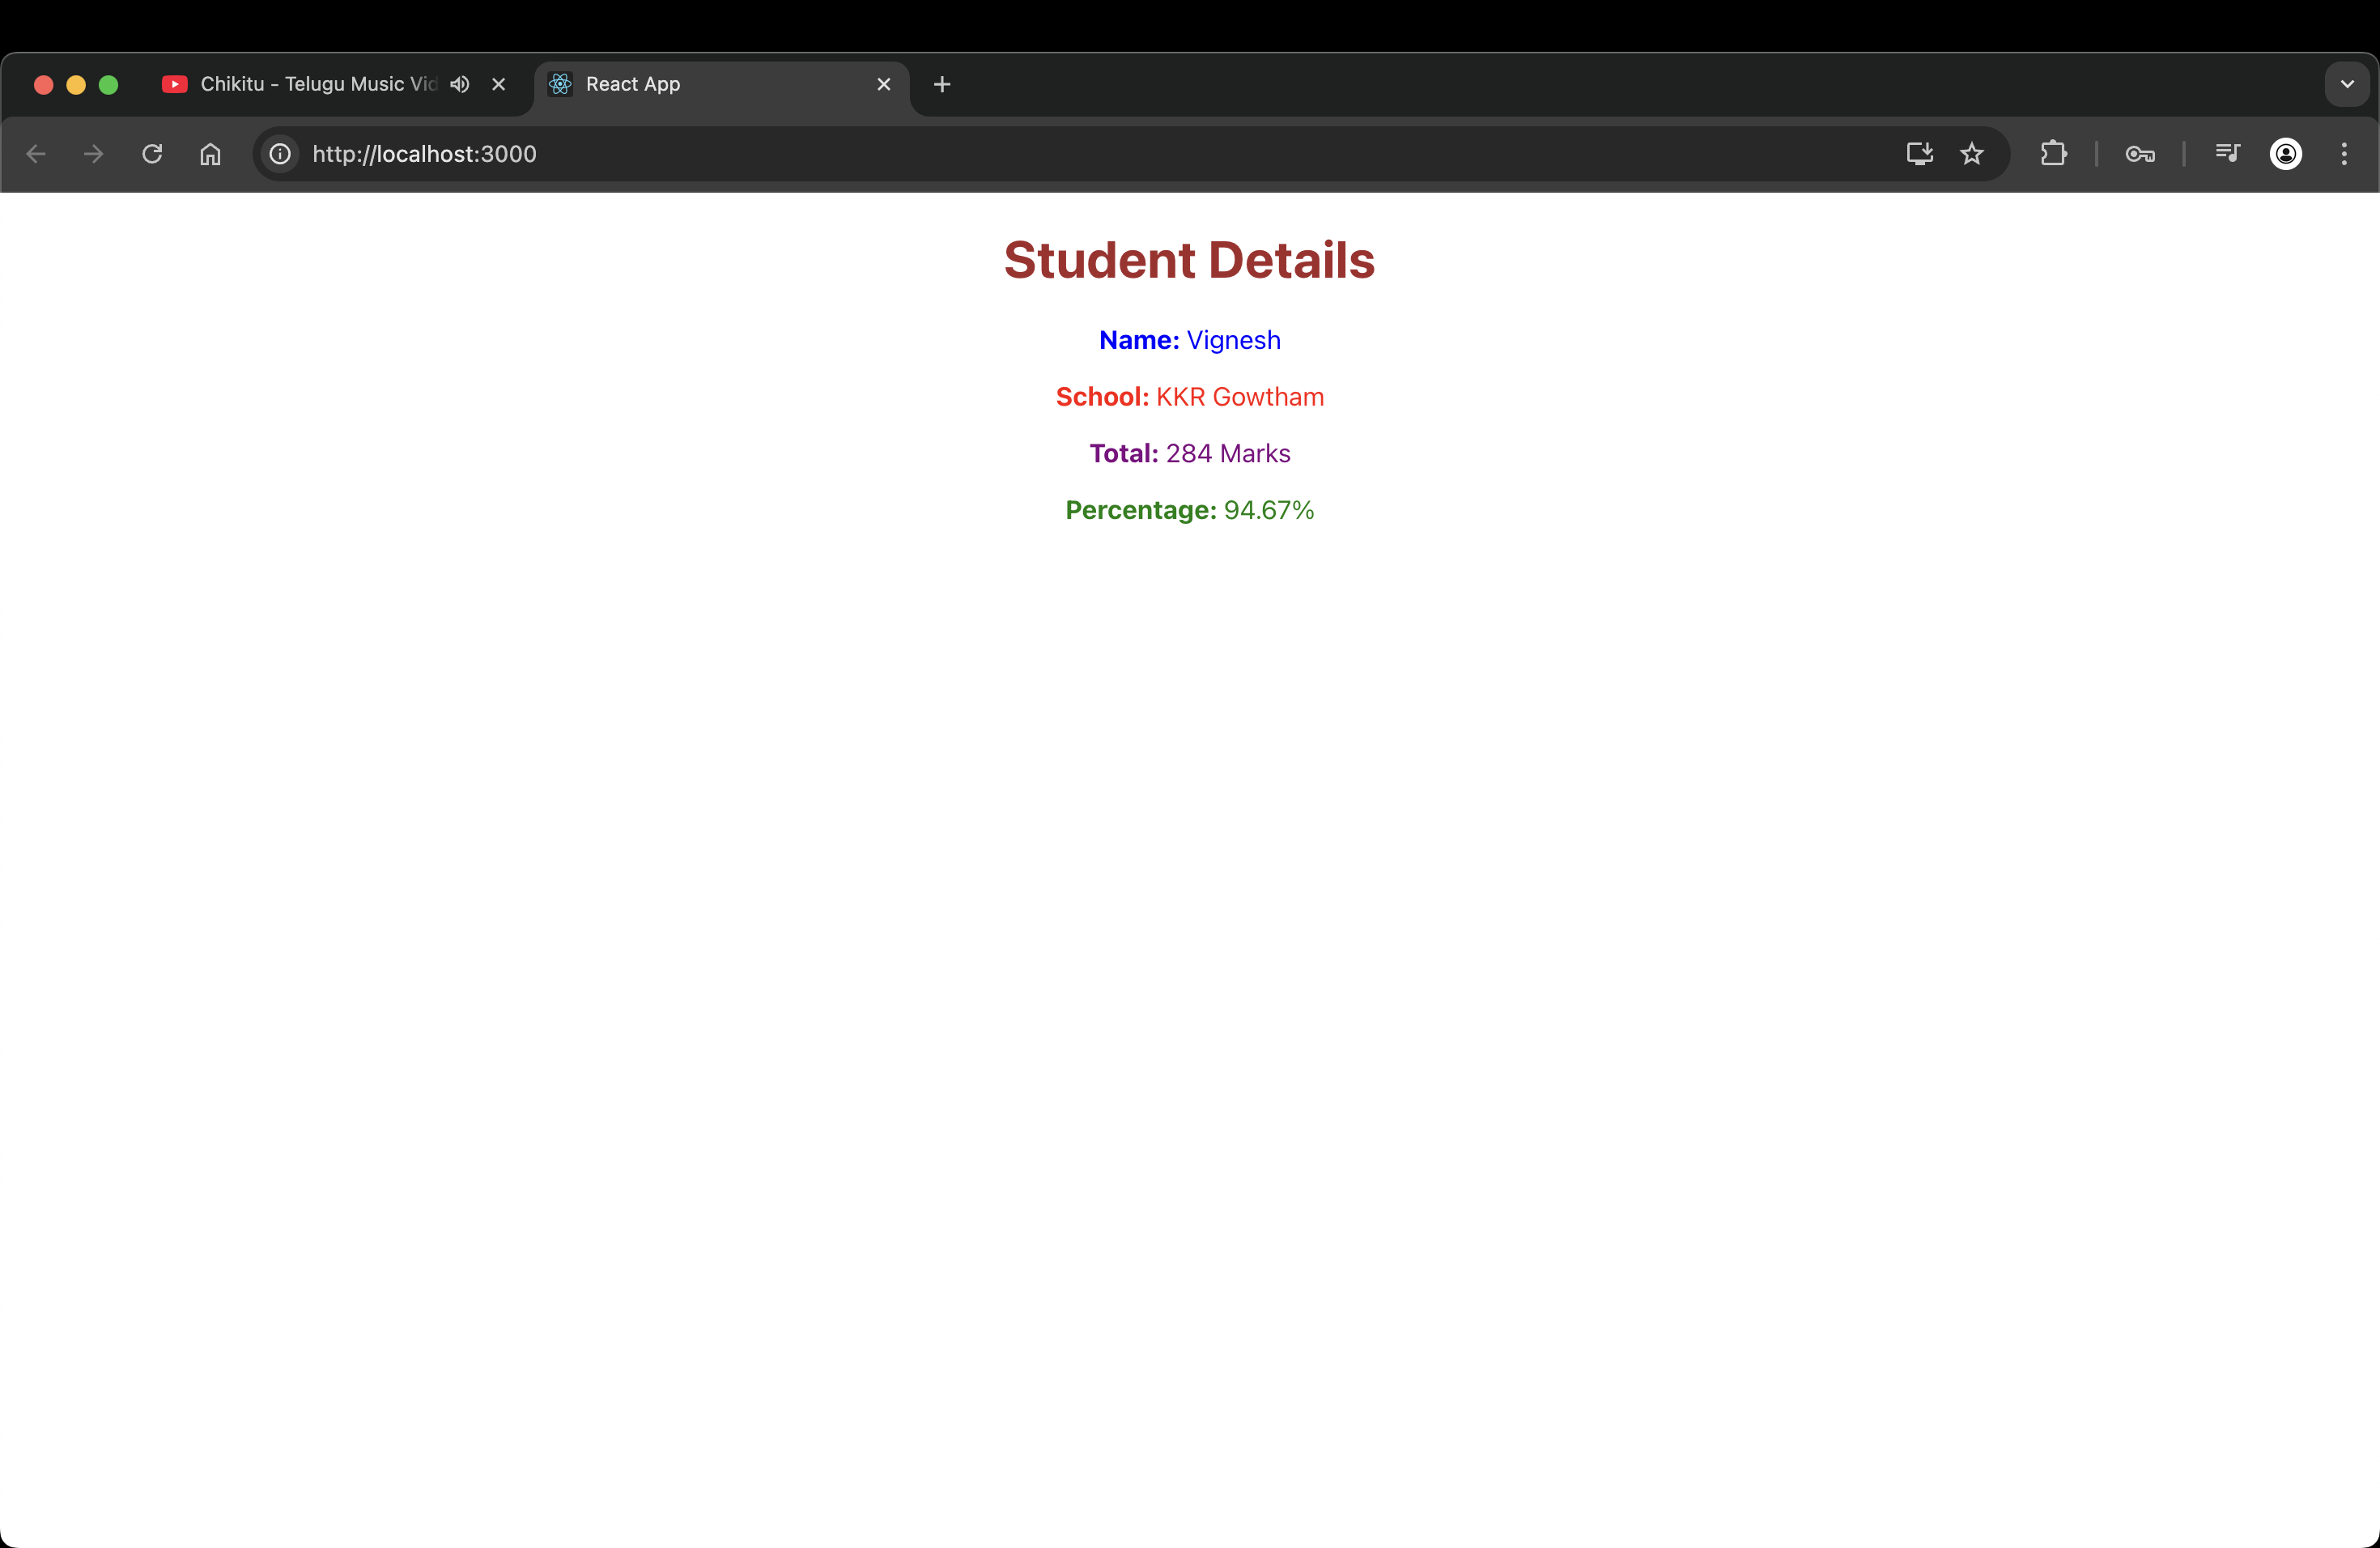 Chikitu - Telugu Music Vid
React App
http://localhost:3000
Student Details
Name: Vignesh
School: KKR Gowtham
Total: 284 Marks
Percentage: 94.67%